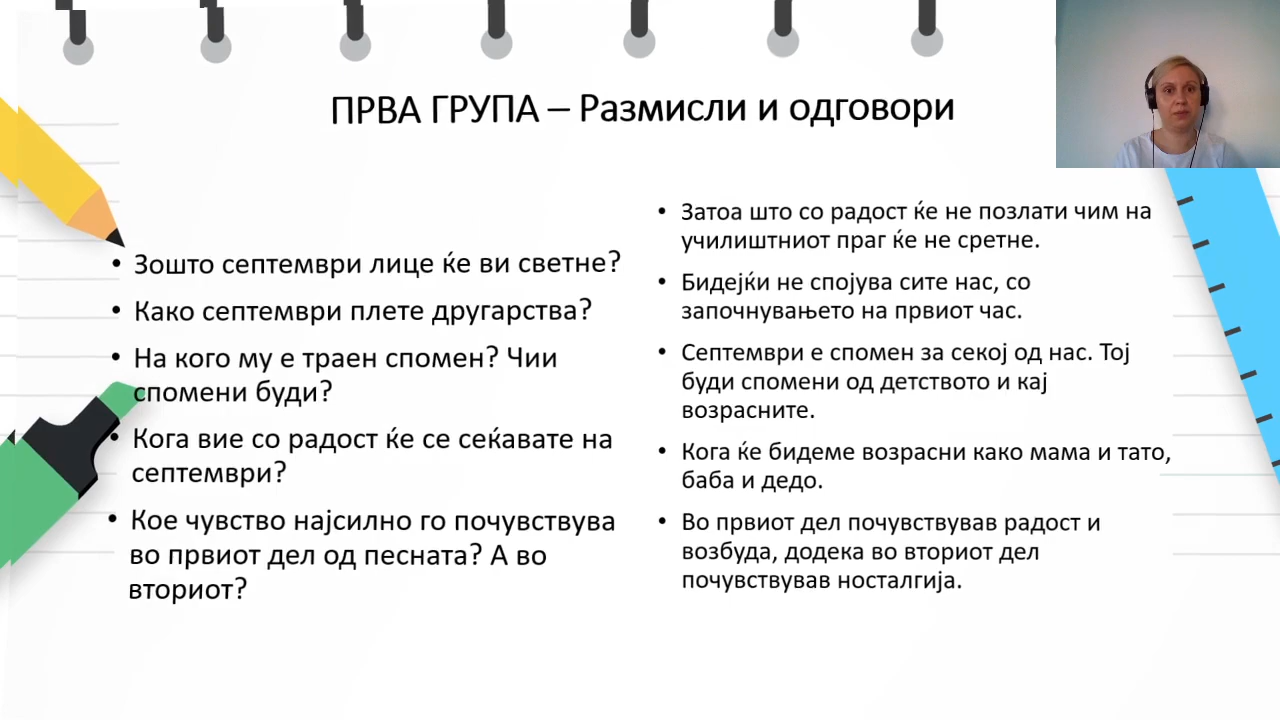 ПРВА ГРУПА – Размисли и одговори
• Зошто септември лице ќе ви светне?
• Како септември плете другарства?
• На кого му е траен спомен? Чии
спомени буди?
• Кога вие со радост ќе се сеќавате на
септември?
• Кое чувство најсилно го почувствува
во првиот дел од песната? А во
вториот?
• Затоа што со радост ќе не позлати чим на
училиштниот праг ќе не сретне.
• Бидејќи не спојува сите нас, со
започнувањето на првиот час.
• Септември е спомен за секој од нас. Тој
буди спомени од детството и кај
возрасните.
• Кога ќе бидеме возрасни како мама и тато,
баба и дедо.
• Во првиот дел почувствував радост и
возбуда, додека во вториот дел
почувствував носталгија.